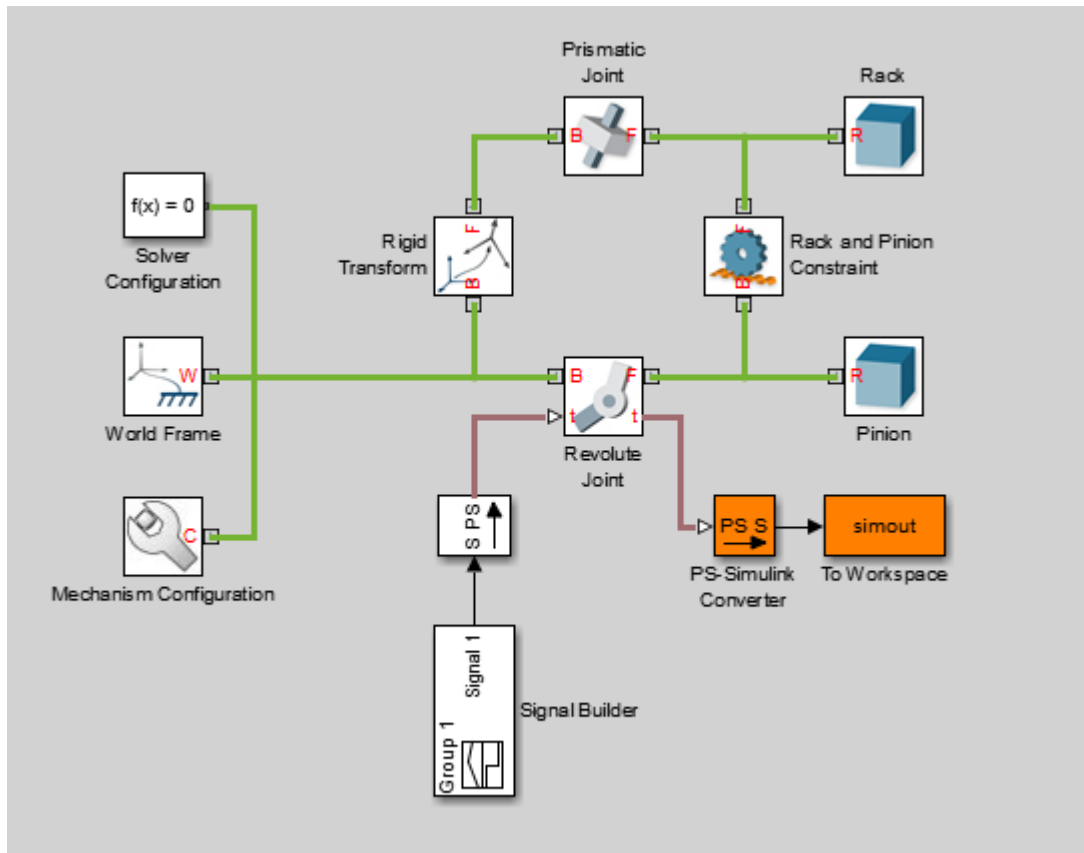 Prismatic
Joint
Rack
B F
R
f(x) = 0
Solver
Configuration
F
Rigid
Transform
B
F
Rack and Pinion
Constraint
B
W
World Frame
B F
t t
Revolute
Joint
R
Pinion
C
Mechanism Configuration
S PS
PS S
PS-Simulink
Converter
simout
To Workspace
Signal 1
Group 1
Signal Builder